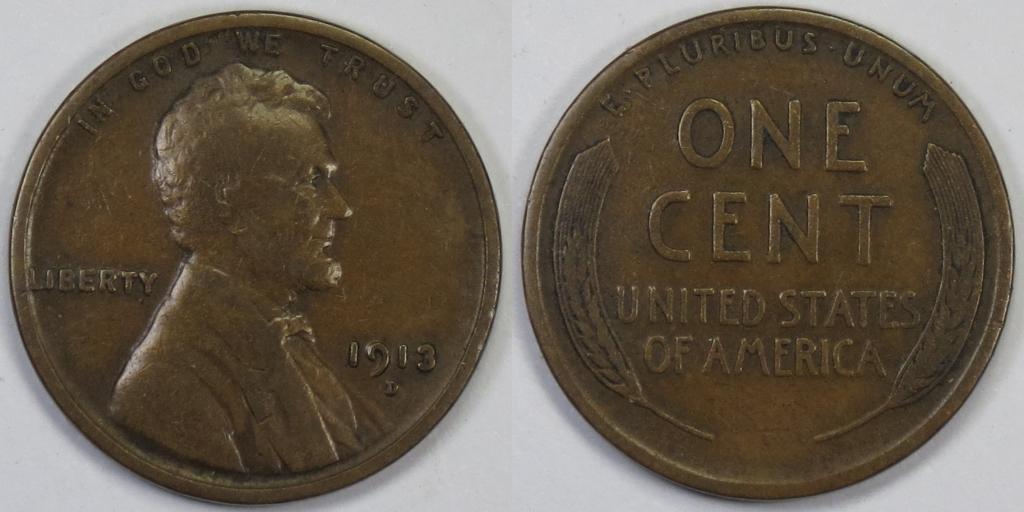 IN GOD WE TRUST
LIBERTY
1913
D
E·PLURIBUS·UNUM
ONE
CENT
UNITED STATES
OF AMERICA